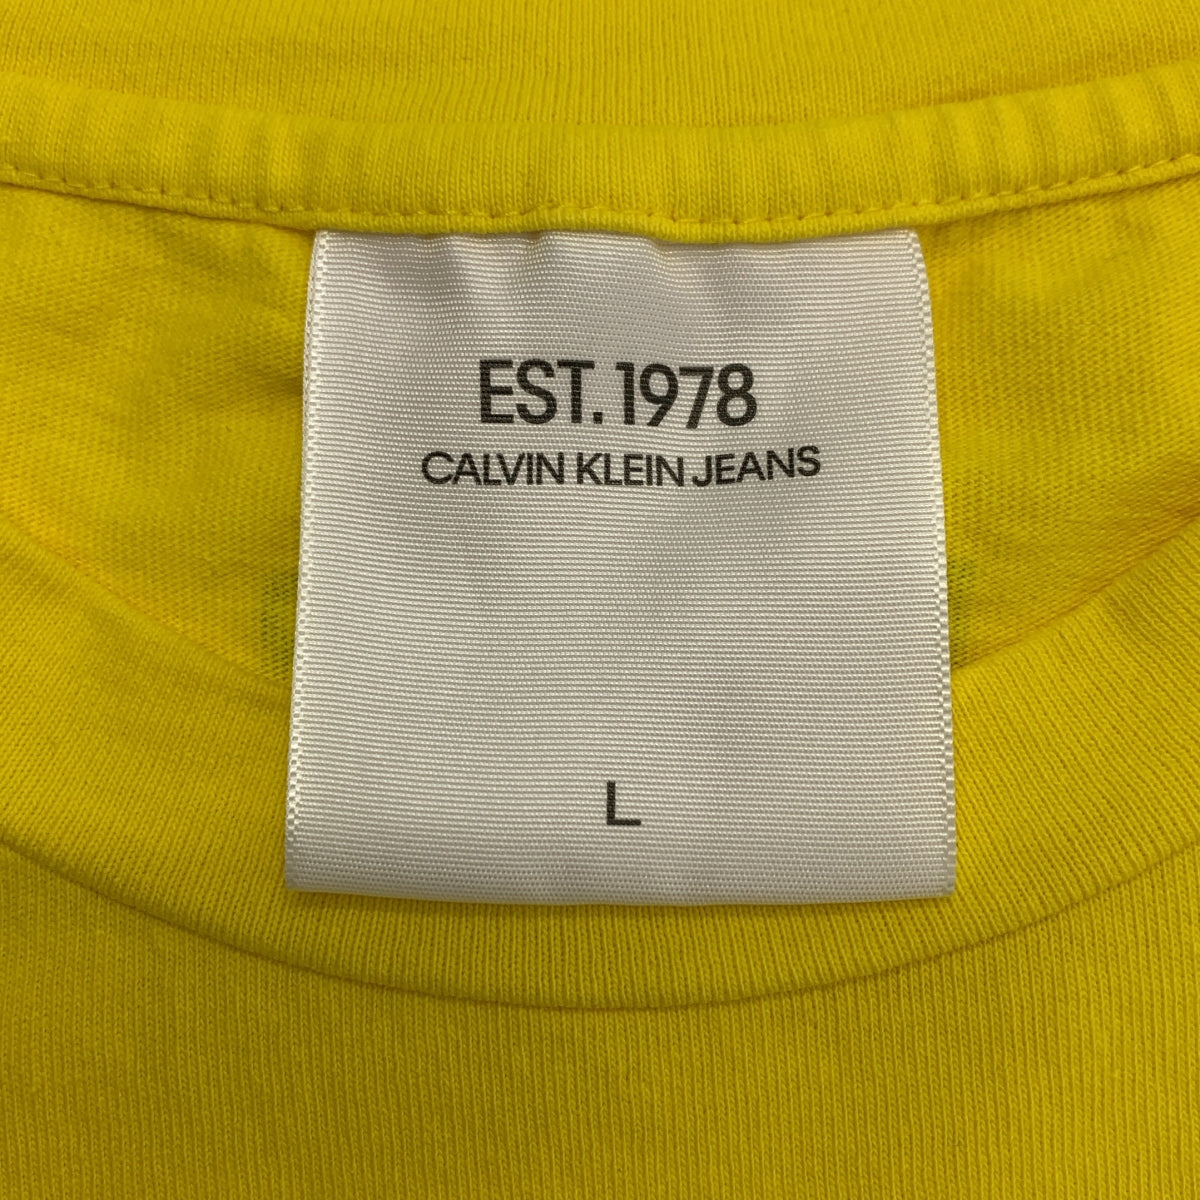 EST. 1978
CALVIN KLEIN JEANS
L